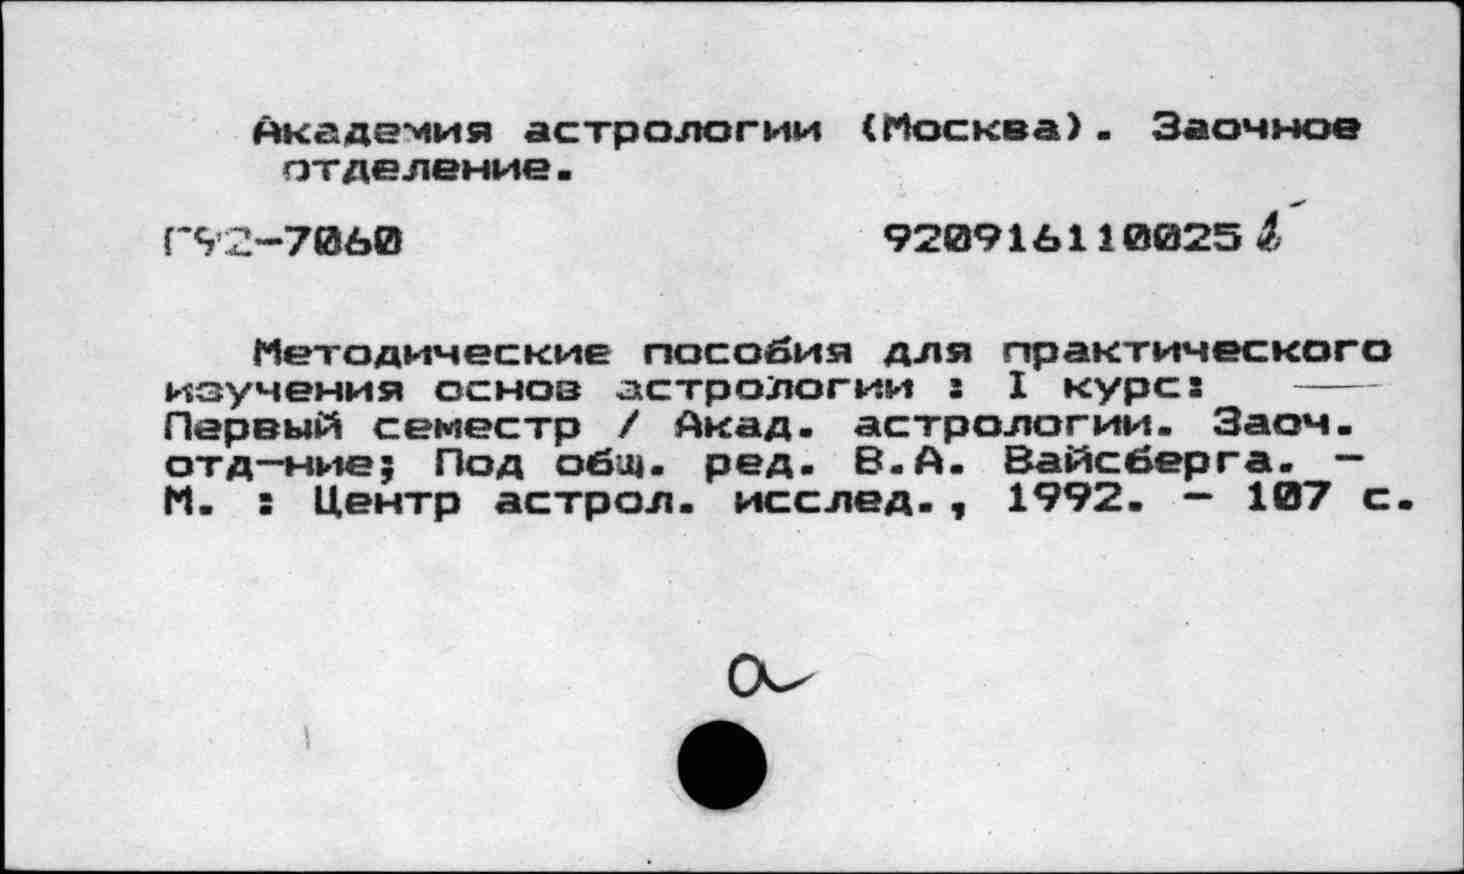 Академия астрологии (Москва). Заочное
отделение.
Г92-7060 920916110025
Методические пособия для практического
изучения основ астрологии : I курс:
Первый семестр / Акад. астрологии. Заоч.
отд-ние; Под общ. ред. В.А. Вайсберга. -
М. : Центр астрол. исслед., 1992. - 107 с.